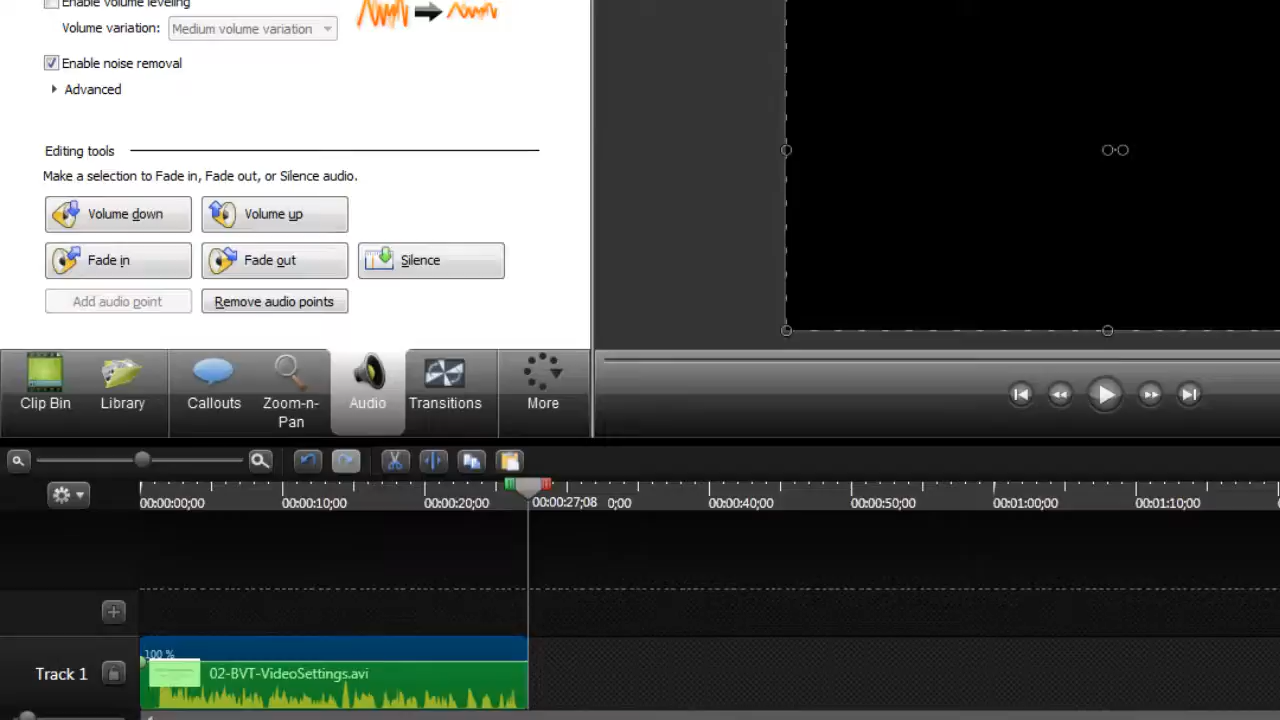 Enable volume leveling
Volume variation: Medium volume variation
Enable noise removal
Advanced
Editing tools
Make a selection to Fade in, Fade out, or Silence audio.
Volume down Volume up
Fade in Fade out Silence
Add audio point Remove audio points
Clip Bin Library Callouts Zoom-n-Pan Audio Transitions More
00:00:00;00 00:00:10;00 00:00:20;00 00:00:27;08 0;00 00:00:40;00 00:00:50;00 00:01:00;00 00:01:10;00
100 %
Track 1 02-BVT-VideoSettings.avi